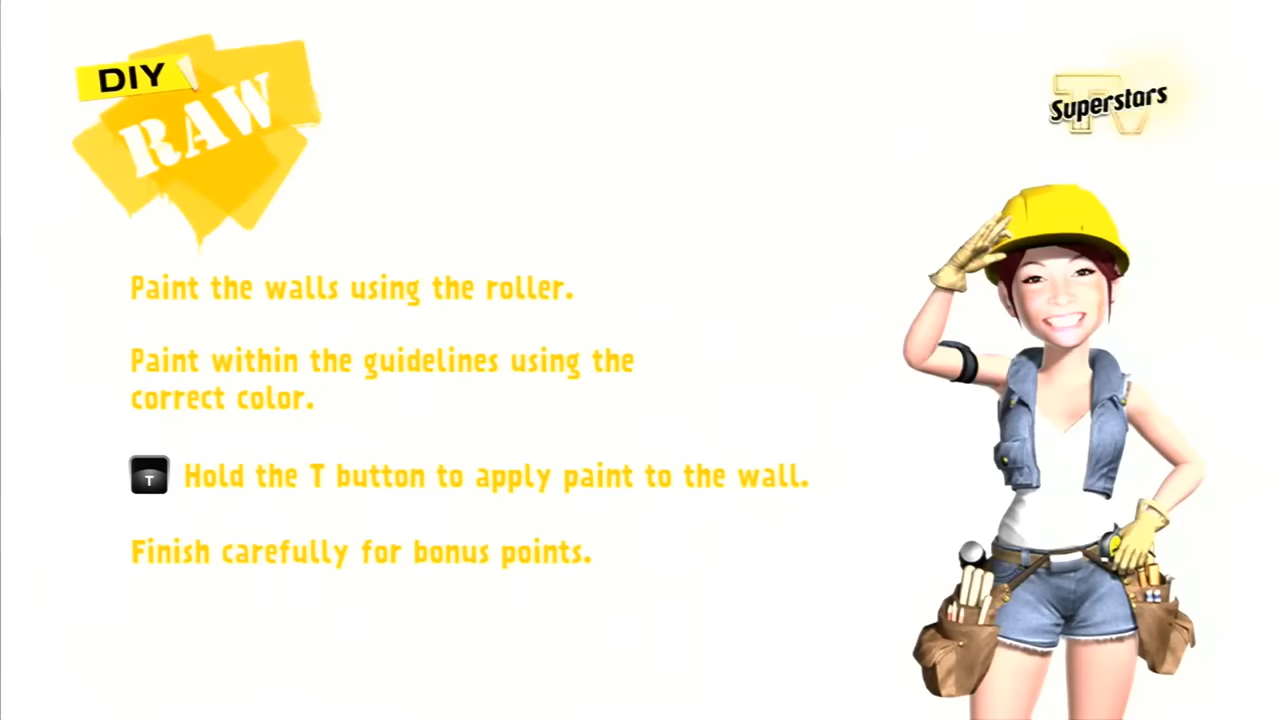 DIY
RAW
TV
Superstars
Paint the walls using the roller.
Paint within the guidelines using the
correct color.
T Hold the T button to apply paint to the wall.
Finish carefully for bonus points.